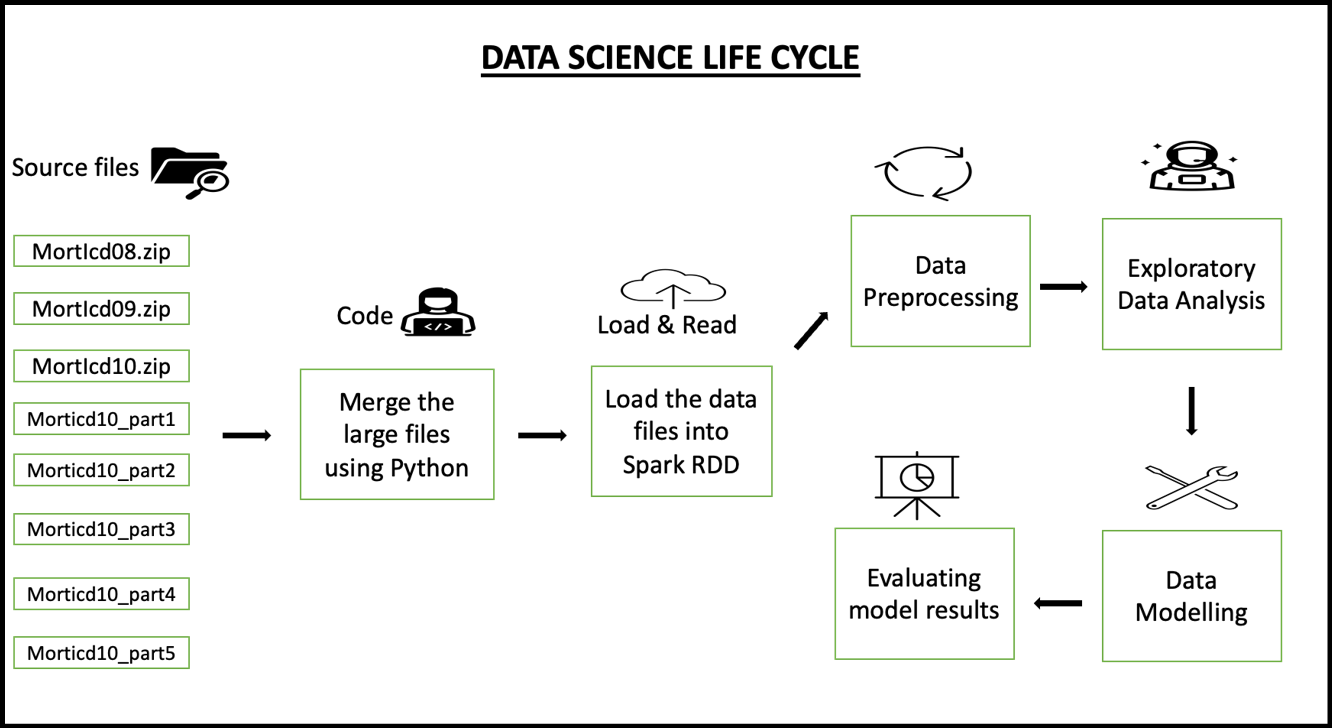 DATA SCIENCE LIFE CYCLE
Source files
MortIcd08.zip
MortIcd09.zip
MortIcd10.zip
Morticd10_part1
Morticd10_part2
Morticd10_part3
Morticd10_part4
Morticd10_part5
Code
</>
Merge the
large files
using Python
Load & Read
Load the data
files into
Spark RDD
Data
Preprocessing
Exploratory
Data Analysis
Data
Modelling
Evaluating
model results